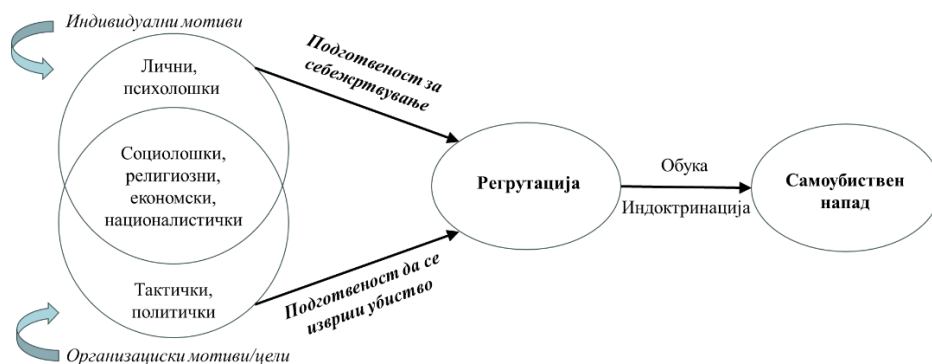 Индивидуални мотиви
Лични,
психолошки
Социолошки,
религиозни,
економски,
националистички
Тактички,
политички
Организациски мотиви/цели
Подготвеност за
себежртвување
Подготвеност да се
изврши убиство
Регрутација
Обука
Индоктринација
Самоубиствен
напад